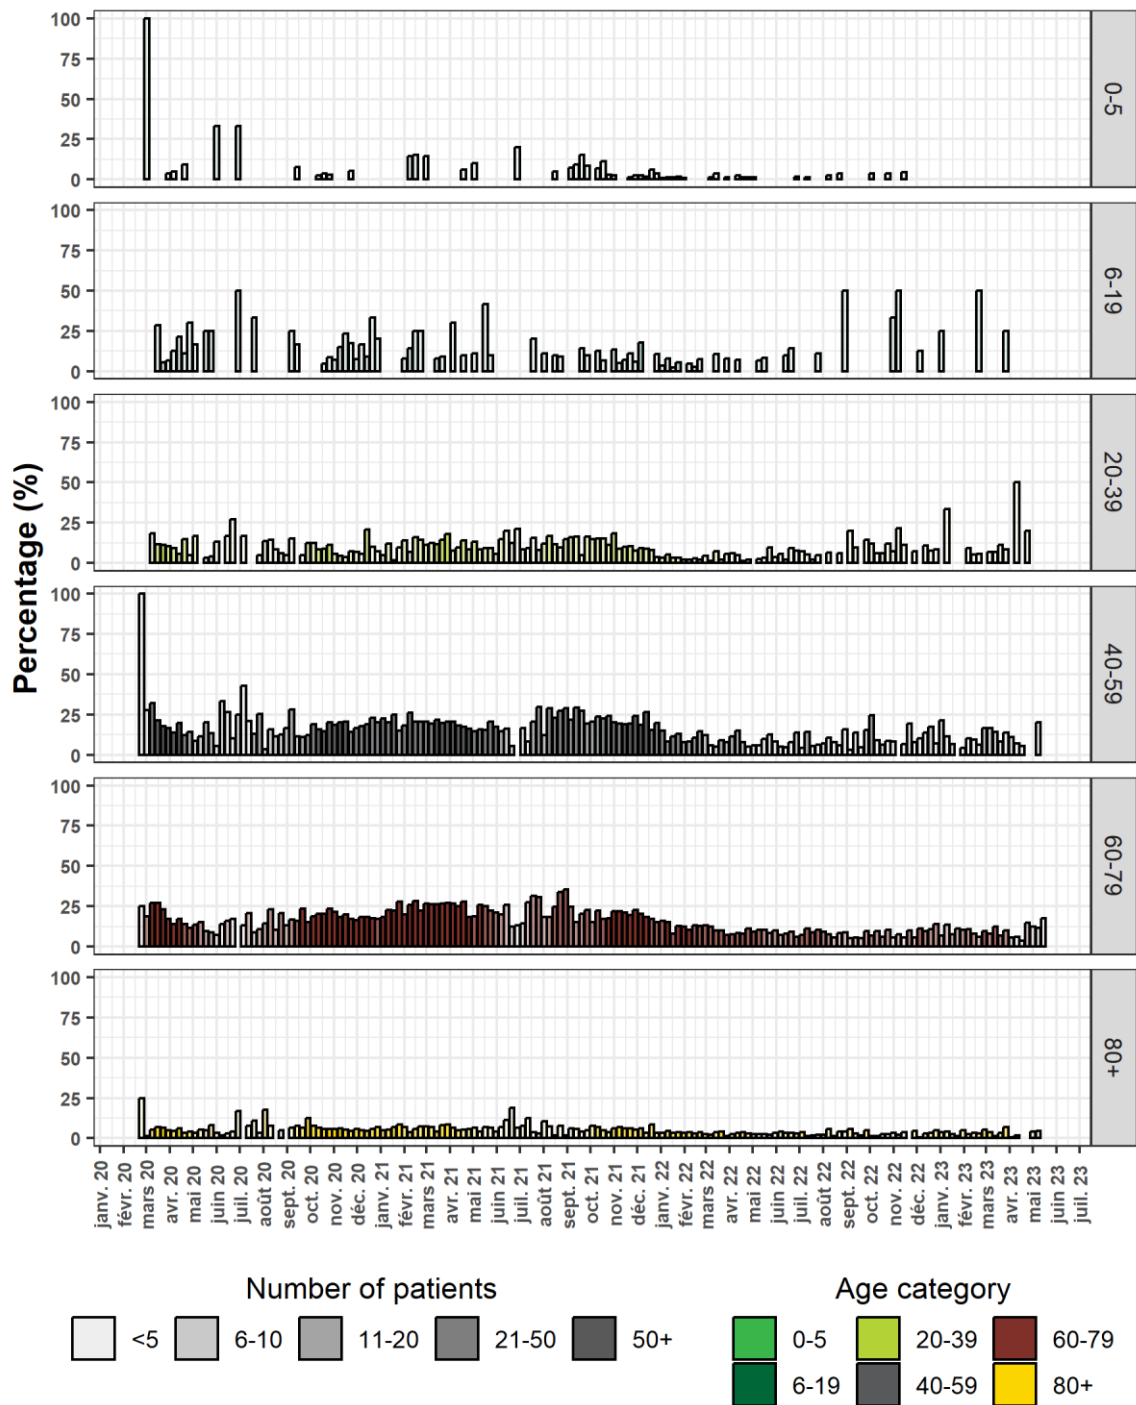 Percentage (%)
100
75
50
25
0
0-5
100
75
50
25
0
6-19
100
75
50
25
0
20-39
100
75
50
25
0
40-59
100
75
50
25
0
60-79
100
75
50
25
0
80+
janv. 20
févr. 20
mars 20
avr. 20
mai 20
juin 20
juil. 20
août 20
sept. 20
oct. 20
nov. 20
déc. 20
janv. 21
févr. 21
mars 21
avr. 21
mai 21
juin 21
juil. 21
août 21
sept. 21
oct. 21
nov. 21
déc. 21
janv. 22
févr. 22
mars 22
avr. 22
mai 22
juin 22
juil. 22
août 22
sept. 22
oct. 22
nov. 22
déc. 22
janv. 23
févr. 23
mars 23
avr. 23
mai 23
juin 23
juil. 23
Number of patients
<5 6-10 11-20 21-50 50+
Age category
0-5 20-39 60-79
6-19 40-59 80+